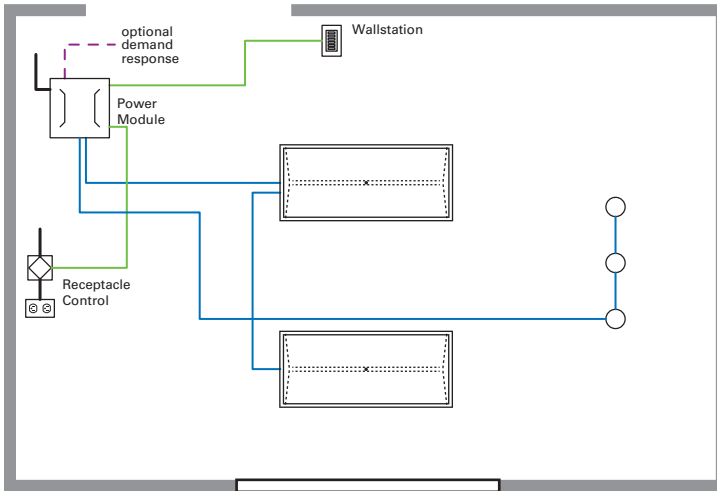 optional
demand
response
Wallstation
Power
Module
Receptacle
Control
C C